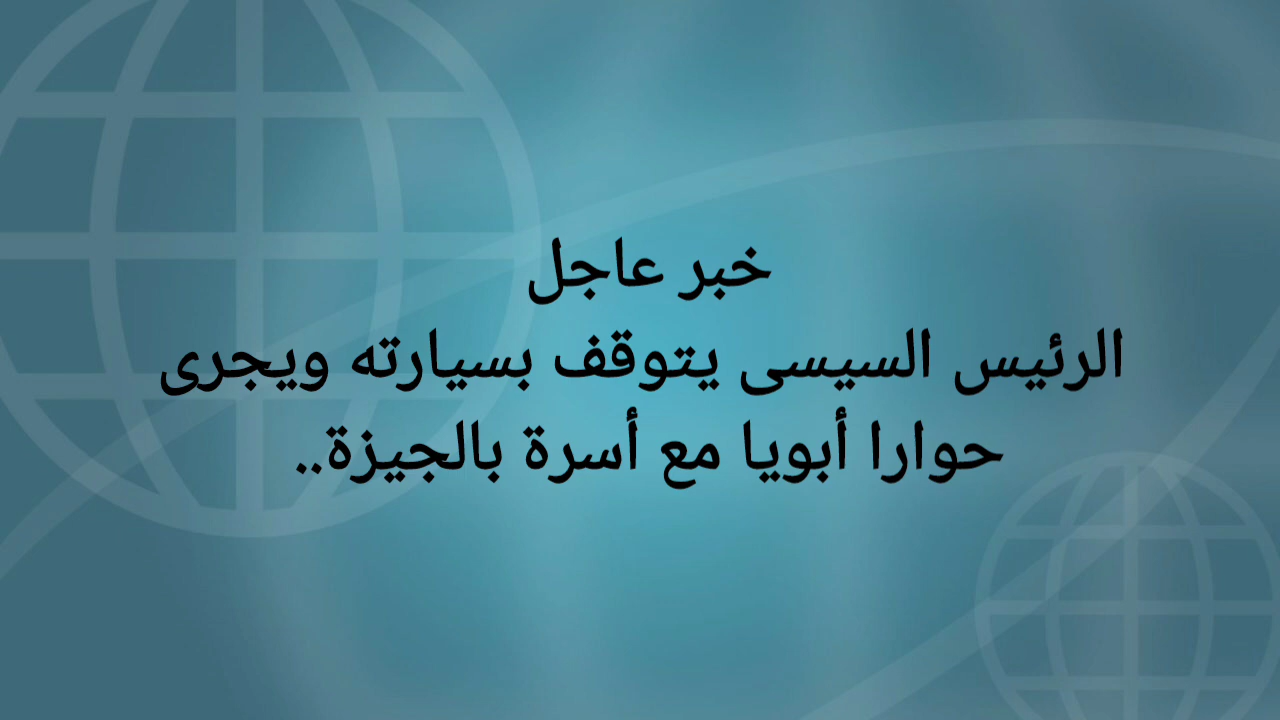 خبر عاجل
الرئيس السيسى يتوقف بسيارته ويجرى
حوارا أبويا مع أسرة بالجيزة..